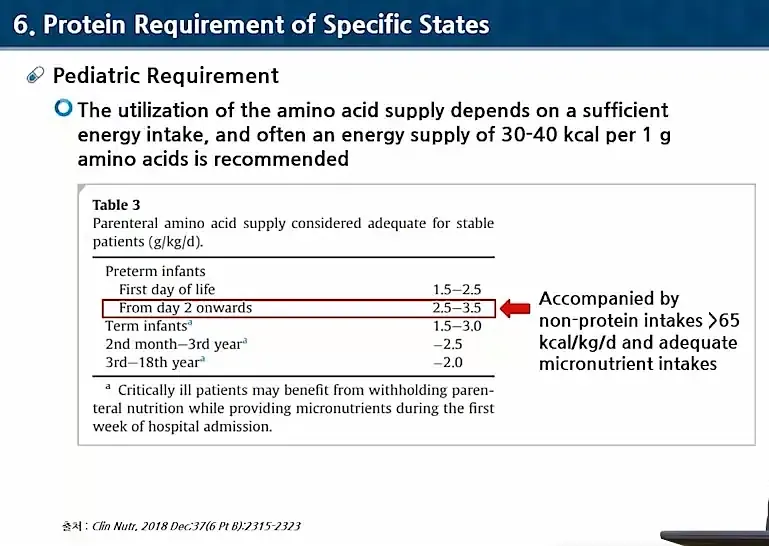 6. Protein Requirement of Specific States
Pediatric Requirement
The utilization of the amino acid supply depends on a sufficient
energy intake, and often an energy supply of 30-40 kcal per 1 g
amino acids is recommended
Table 3
Parenteral amino acid supply considered adequate for stable
patients (g/kg/d).
Preterm infants
First day of life 1.5–2.5
From day 2 onwards 2.5–3.5
Term infantsᵃ 1.5–3.0
2nd month–3rd yearᵃ –2.5
3rd–18th yearᵃ –2.0
ᵃ Critically ill patients may benefit from withholding paren-
teral nutrition while providing micronutrients during the first
week of hospital admission.
Accompanied by
non-protein intakes >65
kcal/kg/d and adequate
micronutrient intakes
출처 : Clin Nutr, 2018 Dec;37(6 Pt B):2315-2323